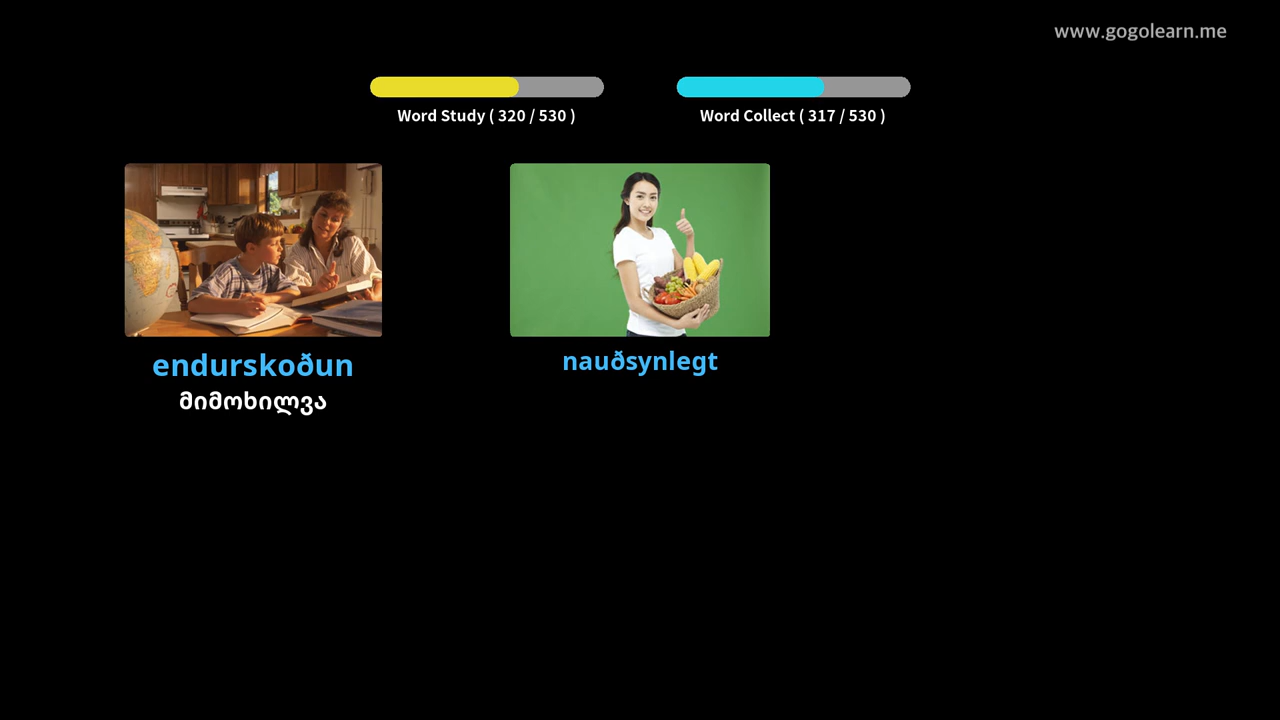 www.gogolearn.me
Word Study ( 320 / 530 )
Word Collect ( 317 / 530 )
endurskoðun
მიმოხილვა
nauðsynlegt